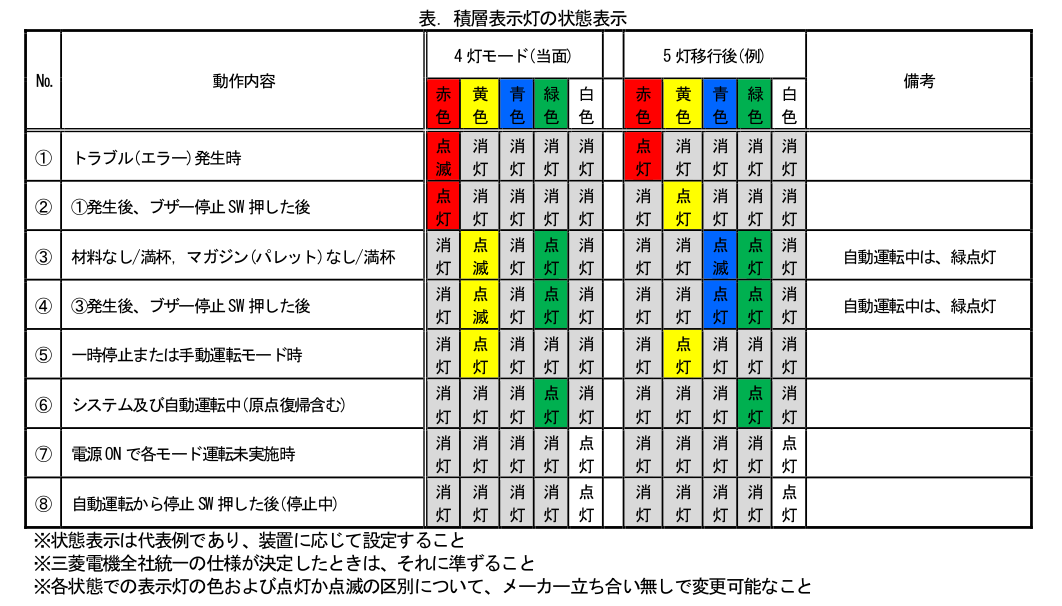 表. 積層表示灯の状態表示
No. 動作内容 4灯モード(当面) 5灯移行後(例) 備考
赤色 黄色 青色 緑色 白色 赤色 黄色 青色 緑色 白色
① トラブル(エラー)発生時 点滅 消灯 消灯 消灯 消灯 点灯 消灯 消灯 消灯 消灯
② ①発生後、ブザー停止SW押した後 点灯 消灯 消灯 消灯 消灯 消灯 点灯 消灯 消灯 消灯
③ 材料なし/満杯, マガジン(パレット)なし/満杯 消灯 点滅 消灯 点灯 消灯 消灯 消灯 点滅 点灯 消灯 自動運転中は、緑点灯
④ ③発生後、ブザー停止SW押した後 消灯 点滅 消灯 点灯 消灯 消灯 消灯 点灯 点灯 消灯 自動運転中は、緑点灯
⑤ 一時停止または手動運転モード時 消灯 点灯 消灯 消灯 消灯 消灯 点灯 消灯 消灯 消灯
⑥ システム及び自動運転中(原点復帰含む) 消灯 消灯 消灯 点灯 消灯 消灯 消灯 消灯 点灯 消灯
⑦ 電源ONで各モード運転未実施時 消灯 消灯 消灯 消灯 点灯 消灯 消灯 消灯 消灯 点灯
⑧ 自動運転から停止SW押した後(停止中) 消灯 消灯 消灯 消灯 点灯 消灯 消灯 消灯 消灯 点灯
※状態表示は代表例であり、装置に応じて設定すること
※三菱電機全社統一の仕様が決定したときは、それに準ずること
※各状態での表示灯の色および点灯か点滅の区別について、メーカー立ち合い無しで変更可能なこと